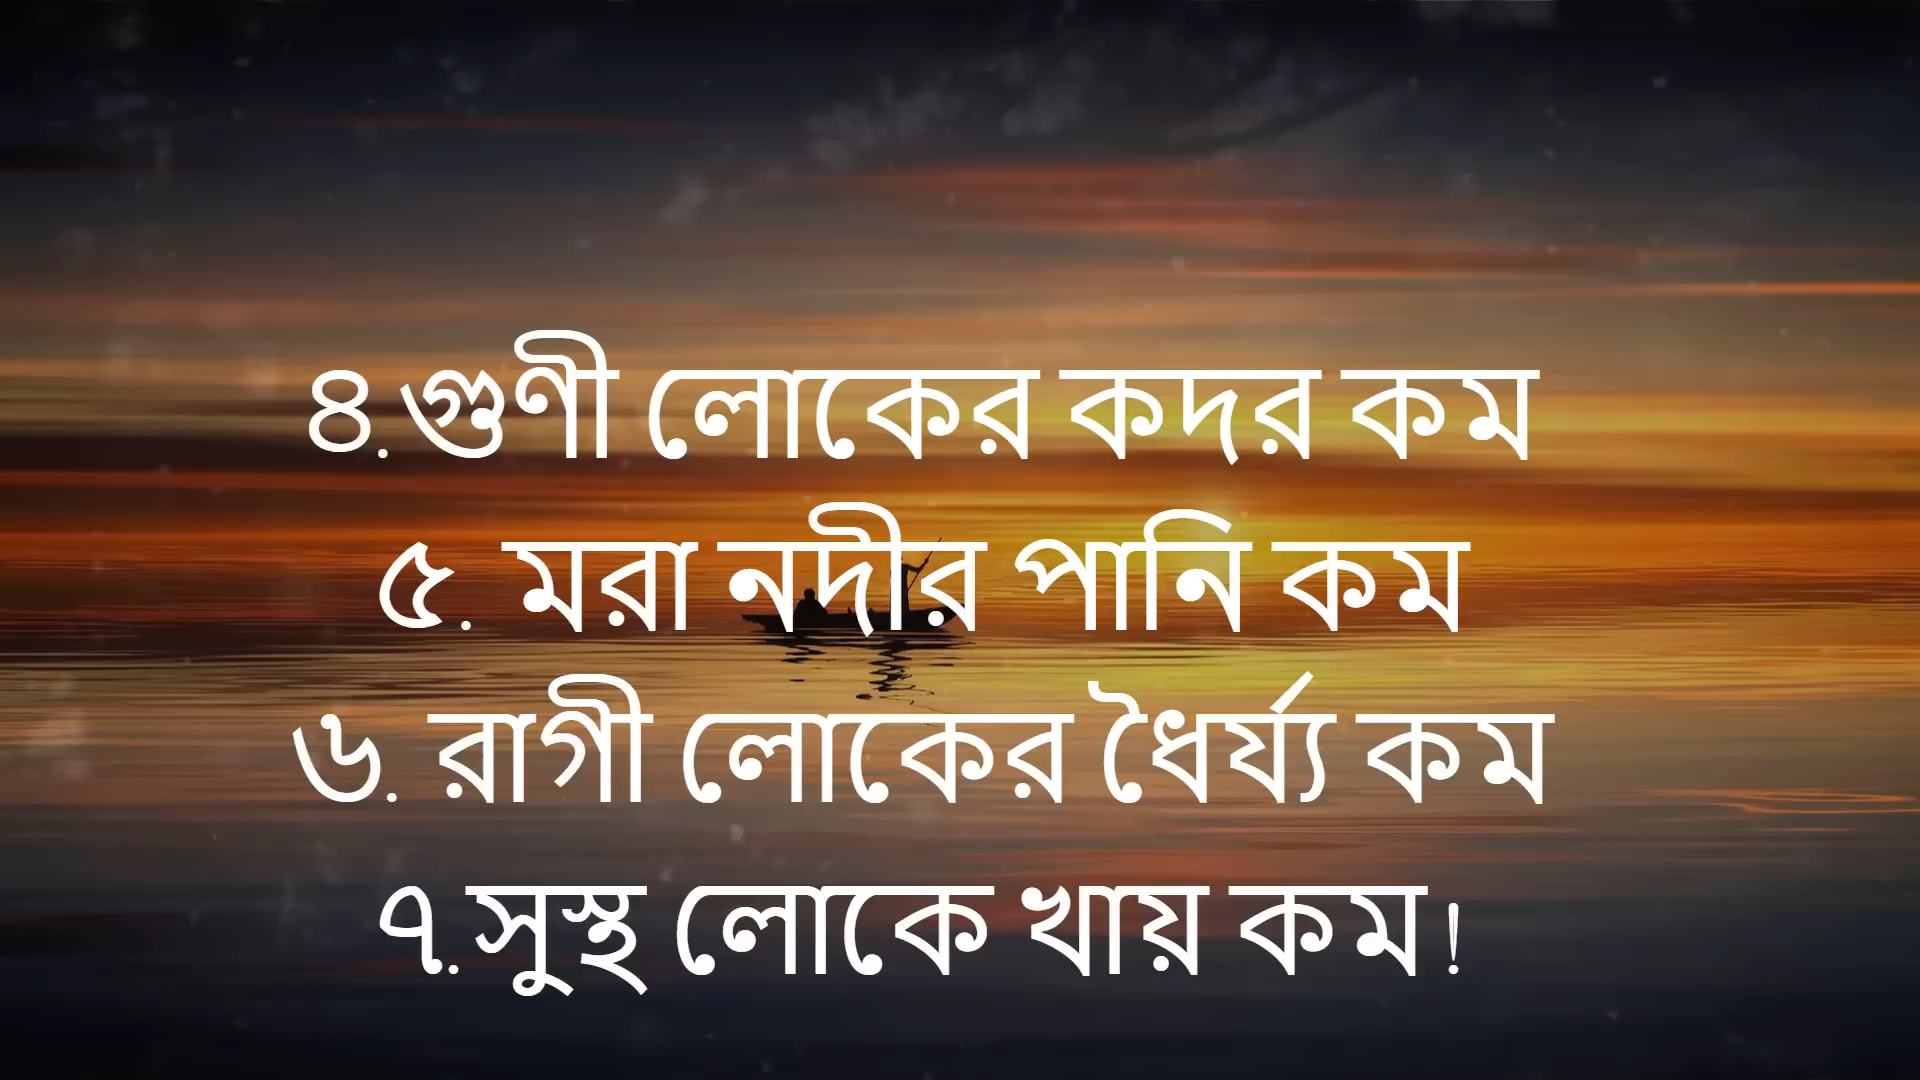 ৪.গুণী লোকের কদর কম
৫. মরা নদীর পানি কম
৬. রাগী লোকের ধৈর্য্য কম
৭.সুস্থ লোকে খায় কম!